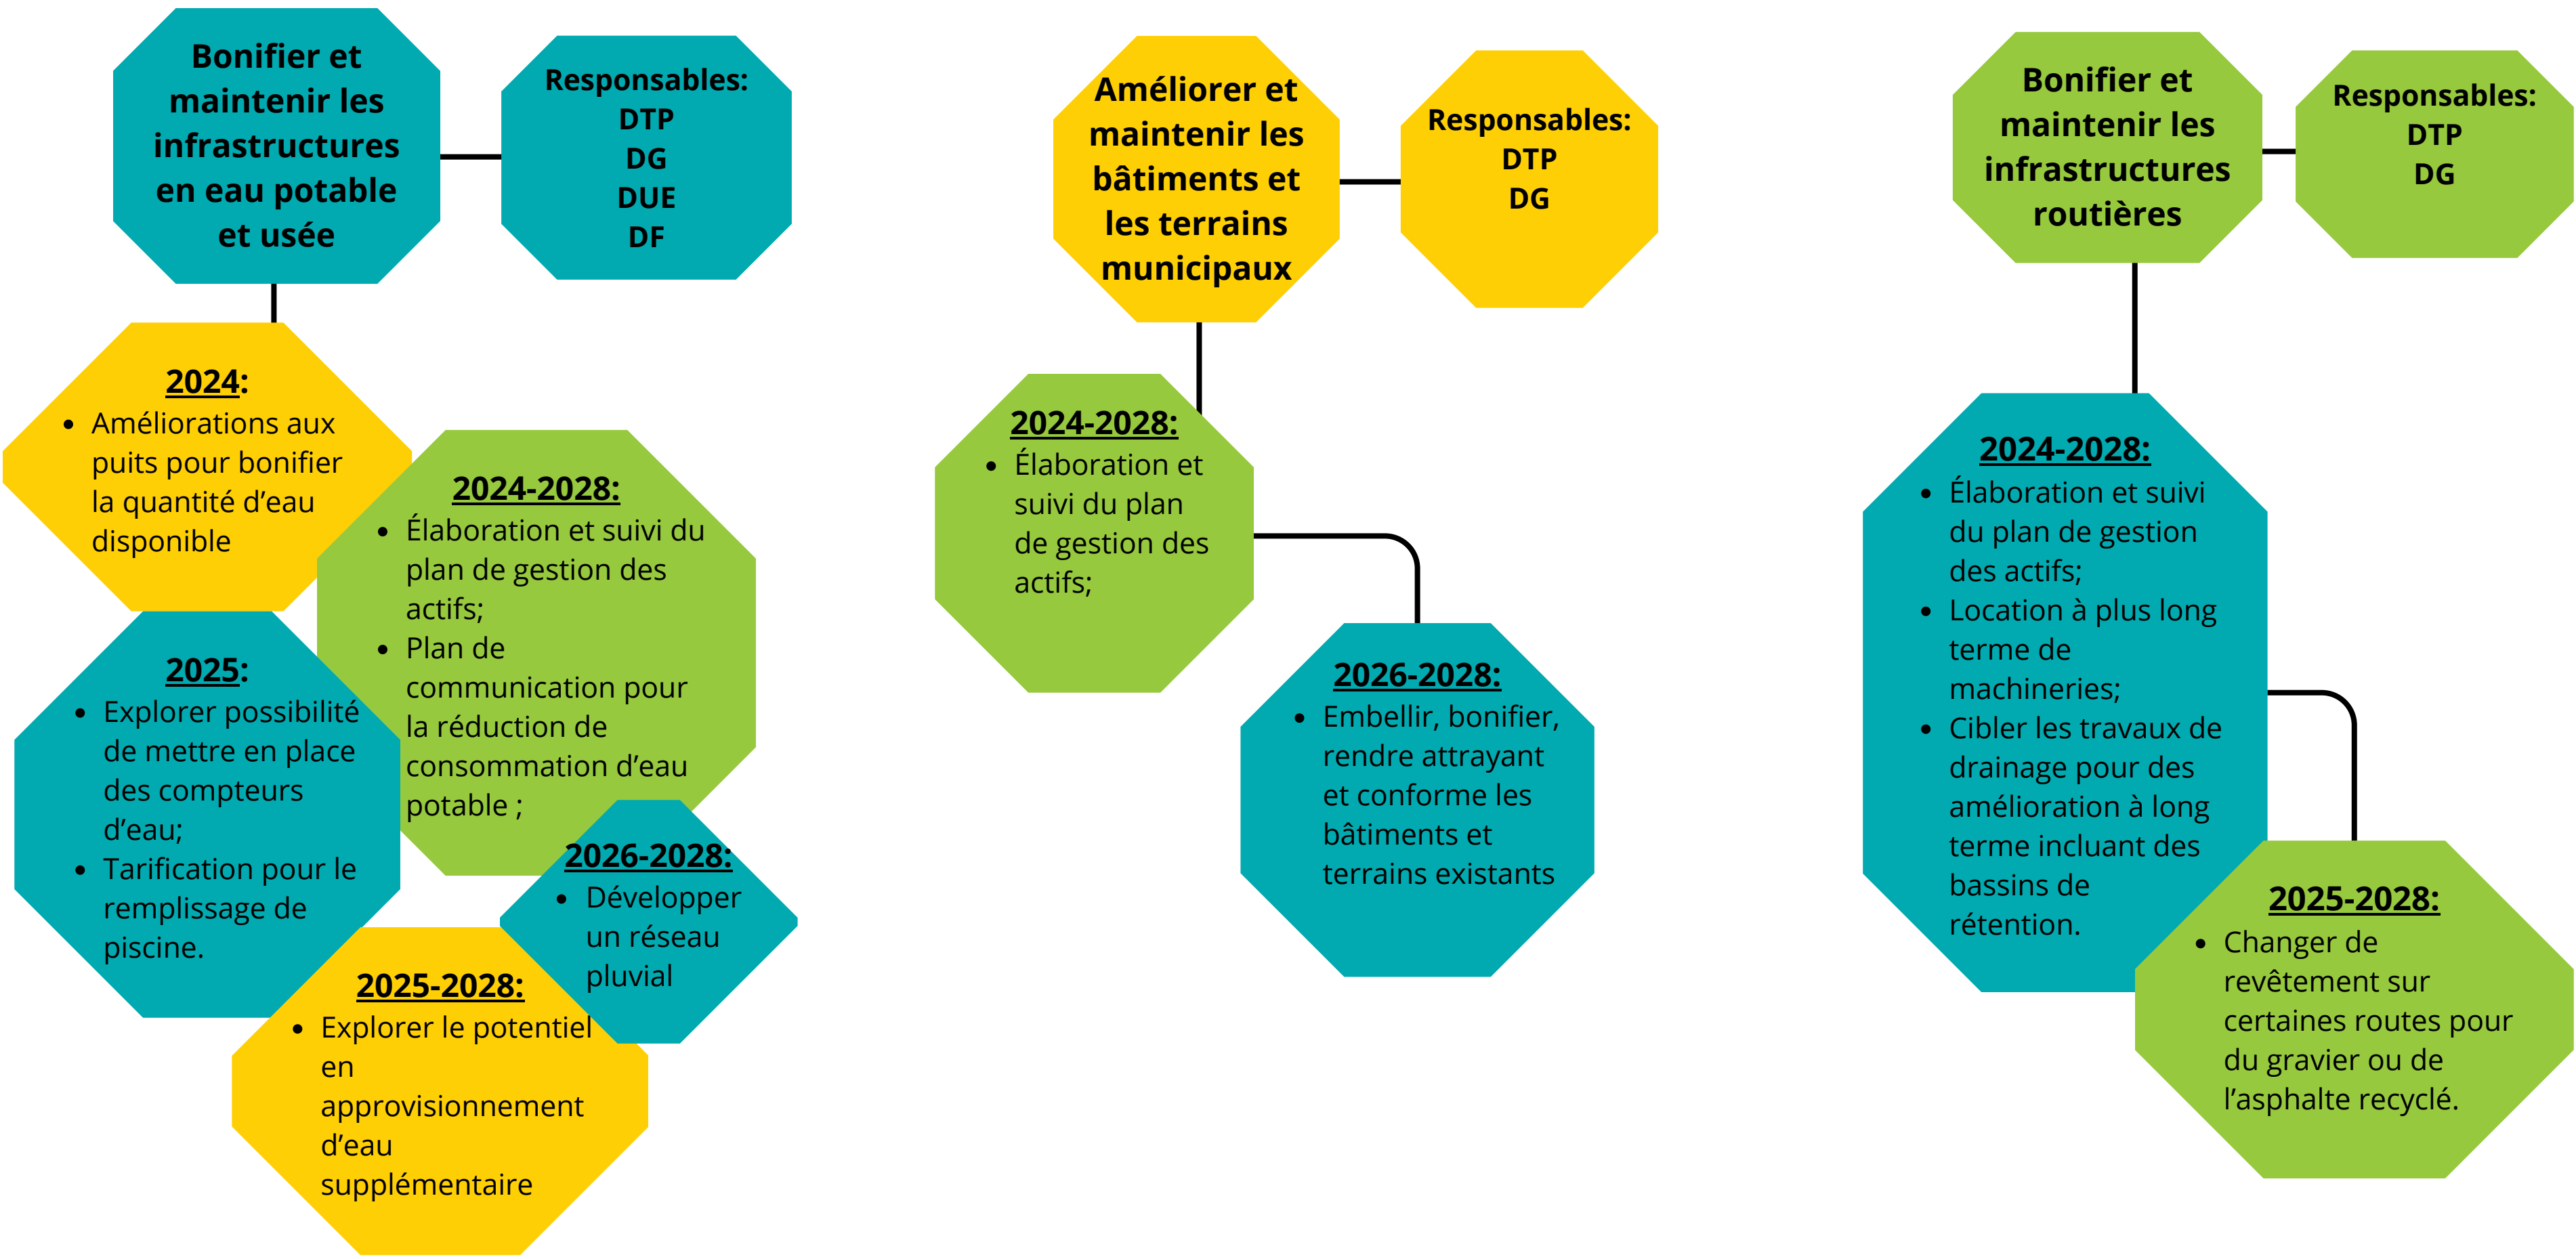 Bonifier et
maintenir les
infrastructures
en eau potable
et usée
Responsables:
DTP
DG
DUE
DF
2024:
• Améliorations aux
puits pour bonifier
la quantité d’eau
disponible
2024-2028:
• Élaboration et suivi du
plan de gestion des
actifs;
• Plan de
communication pour
la réduction de
consommation d’eau
potable ;
2025:
• Explorer possibilité
de mettre en place
des compteurs
d’eau;
• Tarification pour le
remplissage de
piscine.
2026-2028:
• Développer
un réseau
pluvial
2025-2028:
• Explorer le potentiel
en
approvisionnement
d’eau
supplémentaire
Améliorer et
maintenir les
bâtiments et
les terrains
municipaux
Responsables:
DTP
DG
2024-2028:
• Élaboration et
suivi du plan
de gestion des
actifs;
2026-2028:
• Embellir, bonifier,
rendre attrayant
et conforme les
bâtiments et
terrains existants
Bonifier et
maintenir les
infrastructures
routières
Responsables:
DTP
DG
2024-2028:
• Élaboration et suivi
du plan de gestion
des actifs;
• Location à plus long
terme de
machineries;
• Cibler les travaux de
drainage pour des
amélioration à long
terme incluant des
bassins de
rétention.
2025-2028:
• Changer de
revêtement sur
certaines routes pour
du gravier ou de
l’asphalte recyclé.